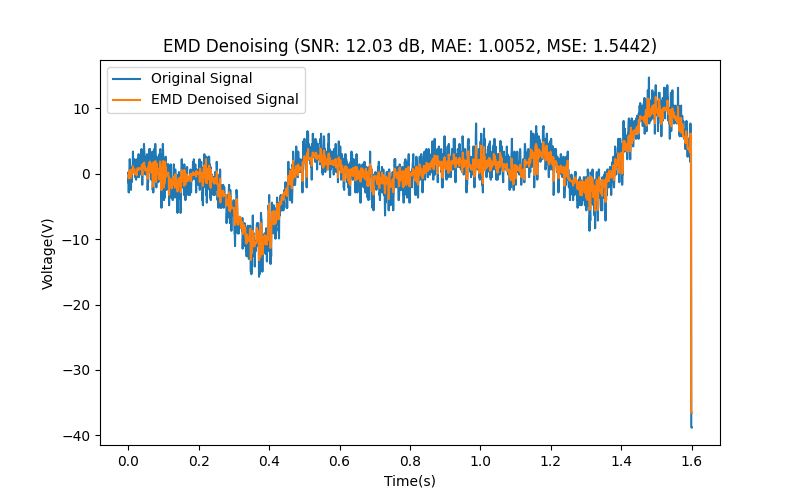 EMD Denoising (SNR: 12.03 dB, MAE: 1.0052, MSE: 1.5442)
Original Signal
EMD Denoised Signal
Voltage(V)
10
0
−10
−20
−30
−40
0.0 0.2 0.4 0.6 0.8 1.0 1.2 1.4 1.6
Time(s)